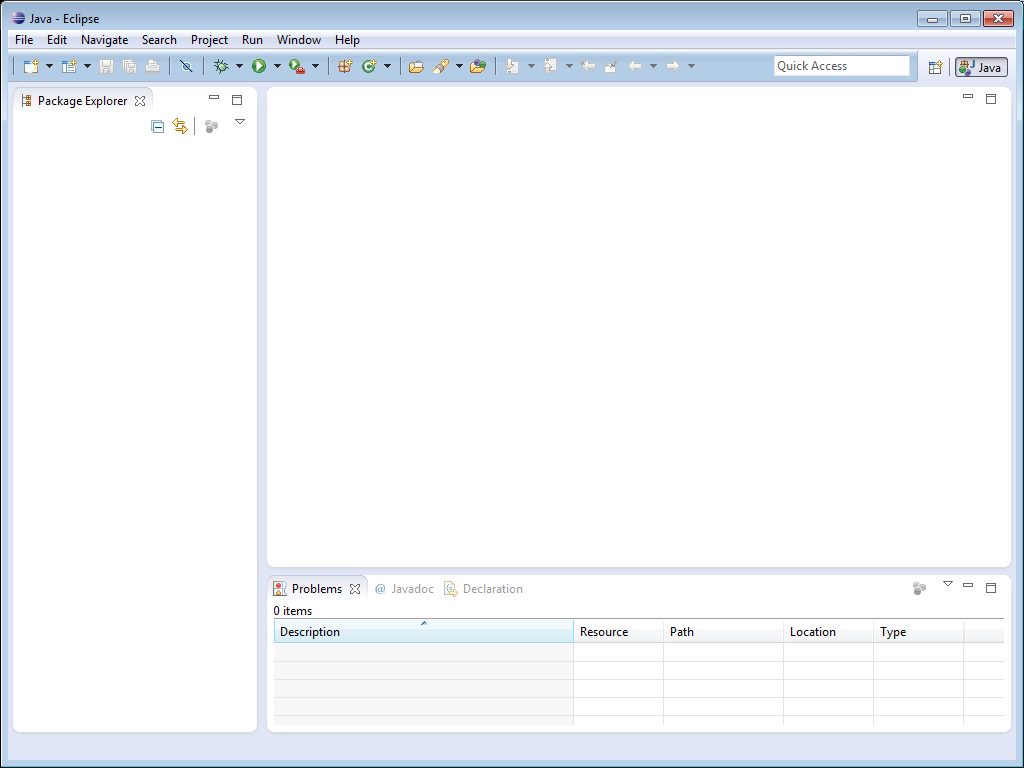 Java - Eclipse
File Edit Navigate Search Project Run Window Help
Quick Access Java
Package Explorer
Problems @ Javadoc Declaration
0 items
Description Resource Path Location Type